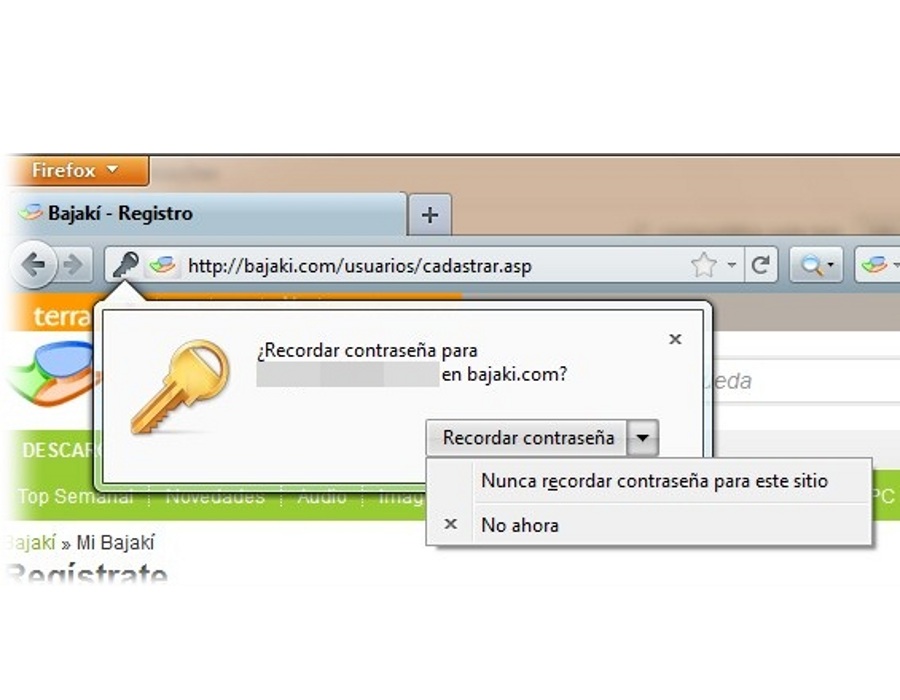 Firefox
Bajakí - Registro
http://bajaki.com/usuarios/cadastrar.asp
terra
¿Recordar contraseña para
en bajaki.com?
ueda
Recordar contraseña
DESCAR
Nunca recordar contraseña para este sitio
Top Semanal Novedades Audio Imag PC
No ahora
Bajakí » Mi Bajakí
Regístrate